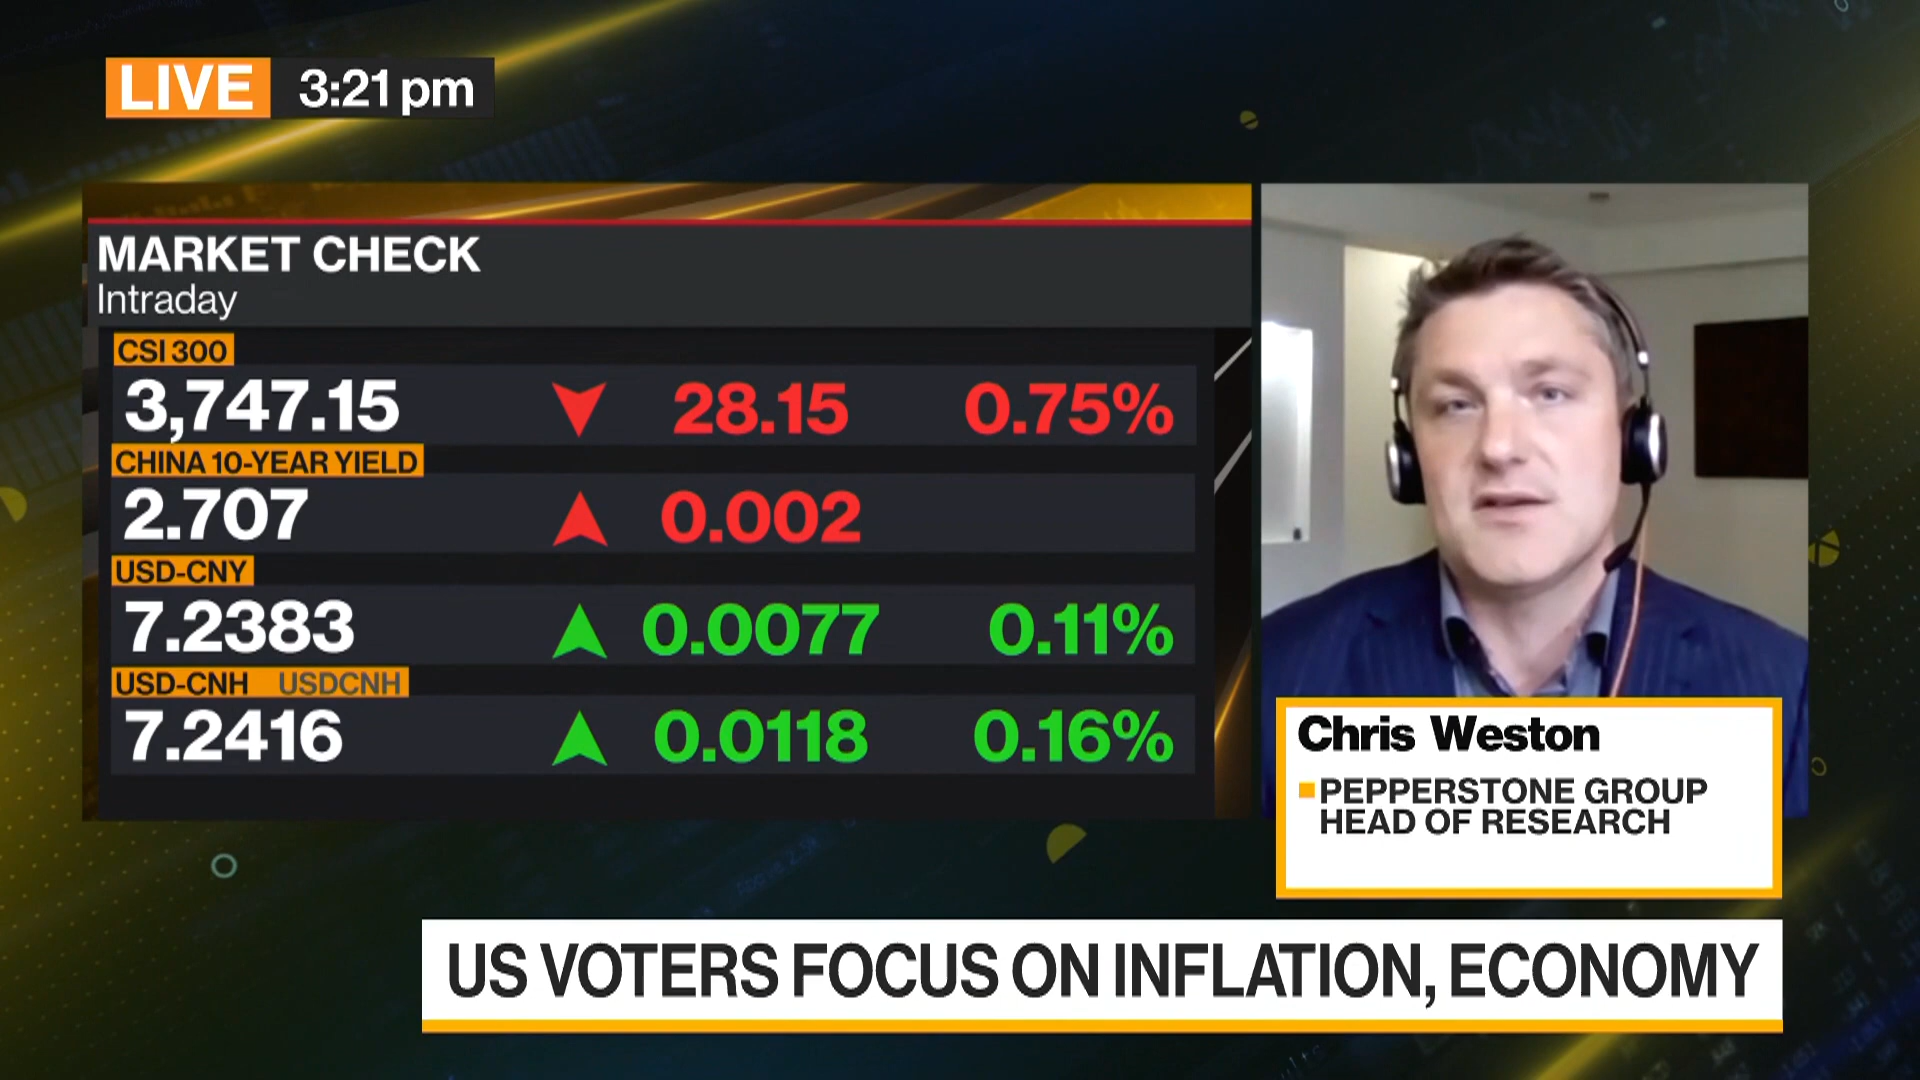 LIVE 3:21 pm
MARKET CHECK
Intraday
CSI 300
3,747.15 28.15 0.75%
CHINA 10-YEAR YIELD
2.707 0.002
USD-CNY
7.2383 0.0077 0.11%
USD-CNH USDCNH
7.2416 0.0118 0.16%
Chris Weston
PEPPERSTONE GROUP
HEAD OF RESEARCH
US VOTERS FOCUS ON INFLATION, ECONOMY